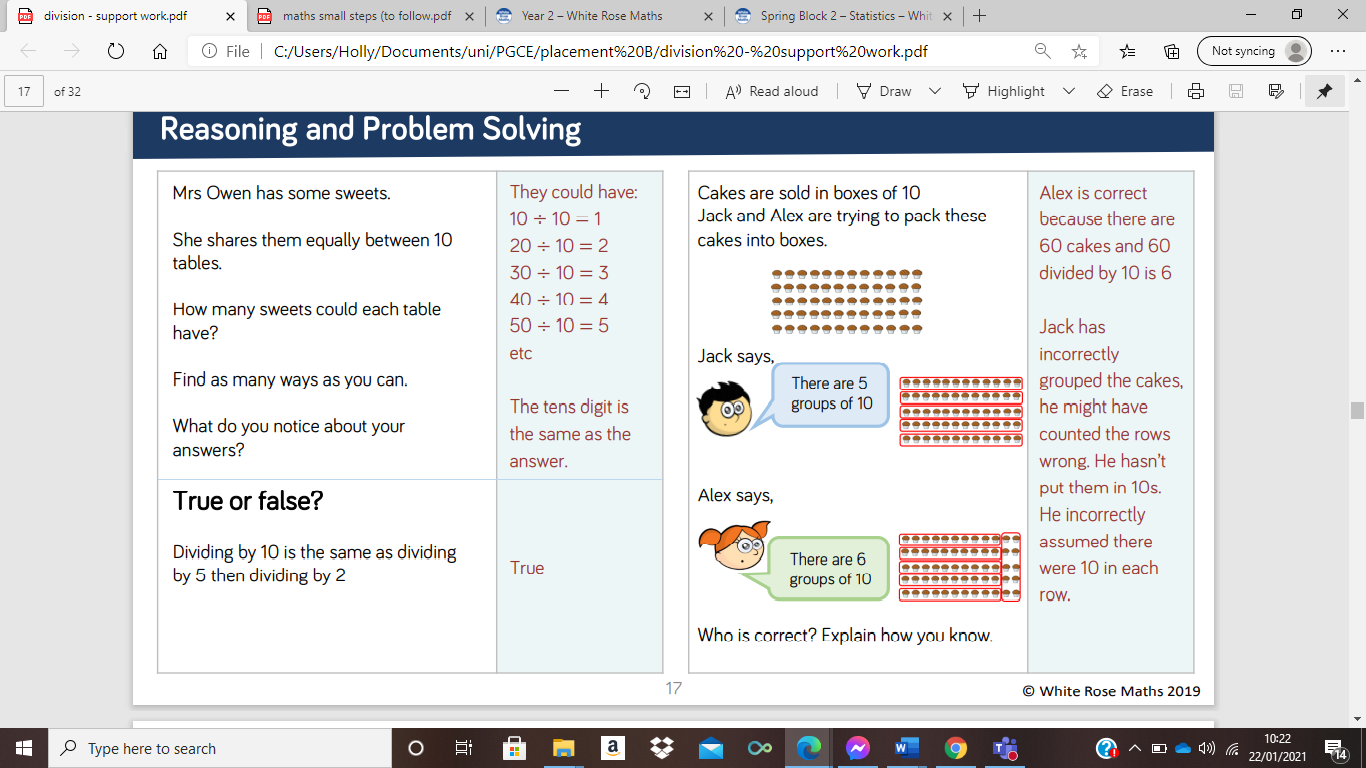 division - support work.pdf
maths small steps (to follow.pdf
Year 2 – White Rose Maths
Spring Block 2 – Statistics – Whit
File
C:/Users/Holly/Documents/uni/PGCE/placement%20B/division%20-%20support%20work.pdf
Not syncing
17 of 32
Read aloud
Draw
Highlight
Erase
Reasoning and Problem Solving
Mrs Owen has some sweets.
She shares them equally between 10
tables.
How many sweets could each table
have?
Find as many ways as you can.
What do you notice about your
answers?
They could have:
10 ÷ 10 = 1
20 ÷ 10 = 2
30 ÷ 10 = 3
40 ÷ 10 = 4
50 ÷ 10 = 5
etc
The tens digit is
the same as the
answer.
True or false?
Dividing by 10 is the same as dividing
by 5 then dividing by 2
True
Cakes are sold in boxes of 10
Jack and Alex are trying to pack these
cakes into boxes.
Jack says,
There are 5
groups of 10
Alex says,
There are 6
groups of 10
Who is correct? Explain how you know.
Alex is correct
because there are
60 cakes and 60
divided by 10 is 6
Jack has
incorrectly
grouped the cakes,
he might have
counted the rows
wrong. He hasn't
put them in 10s.
He incorrectly
assumed there
were 10 in each
row.
17
© White Rose Maths 2019
Type here to search
10:22
22/01/2021
14